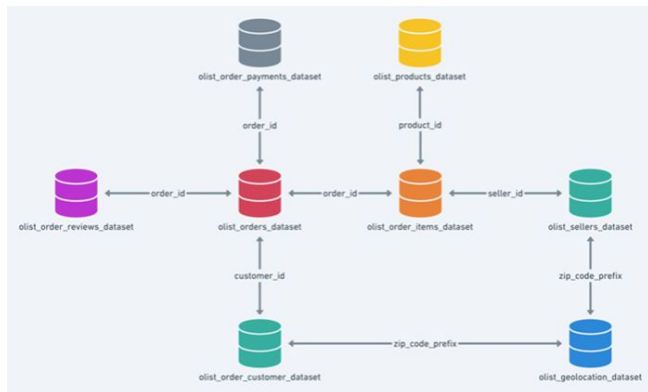 olist_order_payments_dataset
olist_products_dataset
order_id
product_id
order_id
order_id
seller_id
olist_order_reviews_dataset
olist_orders_dataset
olist_order_items_dataset
olist_sellers_dataset
customer_id
zip_code_prefix
zip_code_prefix
olist_order_customer_dataset
olist_geolocation_dataset